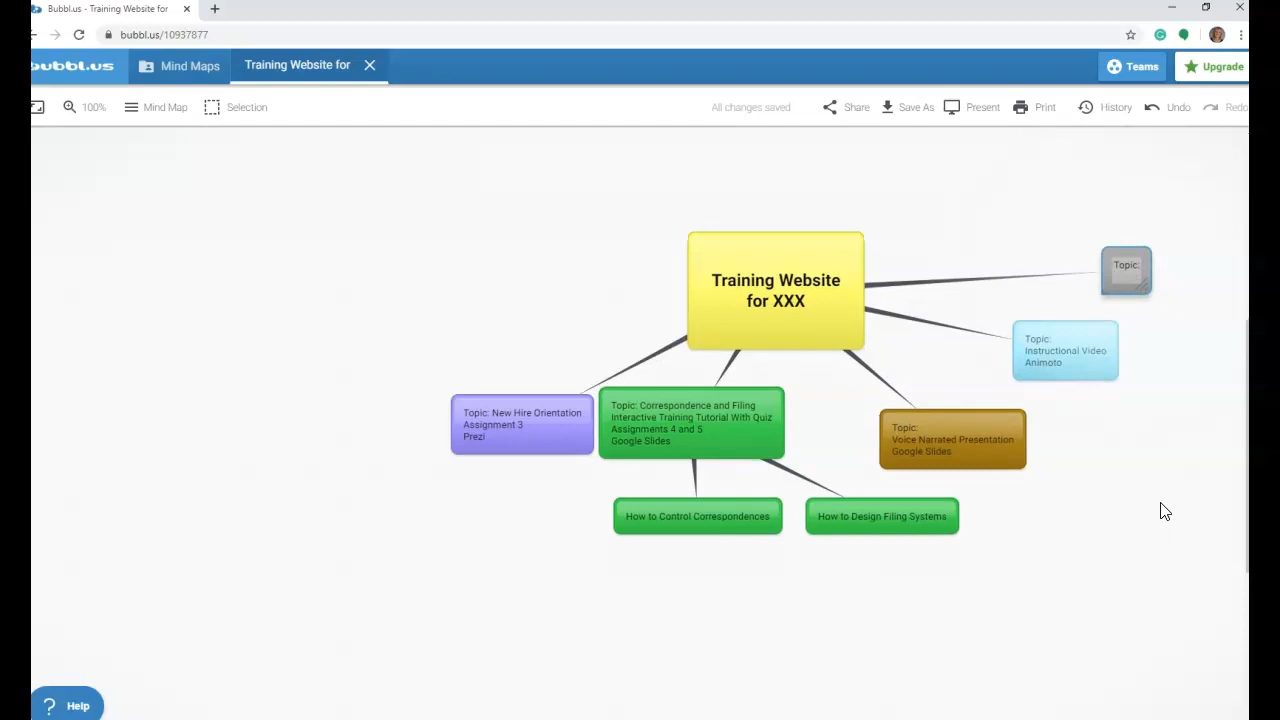 Bubbl.us - Training Website for
bubbl.us/10937877
bubbl.us
Mind Maps
Training Website for
Teams
Upgrade
100%
Mind Map
Selection
All changes saved
Share
Save As
Present
Print
History
Undo
Redo
Training Website
for XXX
Topic:
Topic:
Instructional Video
Animoto
Topic: New Hire Orientation
Assignment 3
Prezi
Topic: Correspondence and Filing
Interactive Training Tutorial With Quiz
Assignments 4 and 5
Google Slides
Topic:
Voice Narrated Presentation
Google Slides
How to Control Correspondences
How to Design Filing Systems
? Help